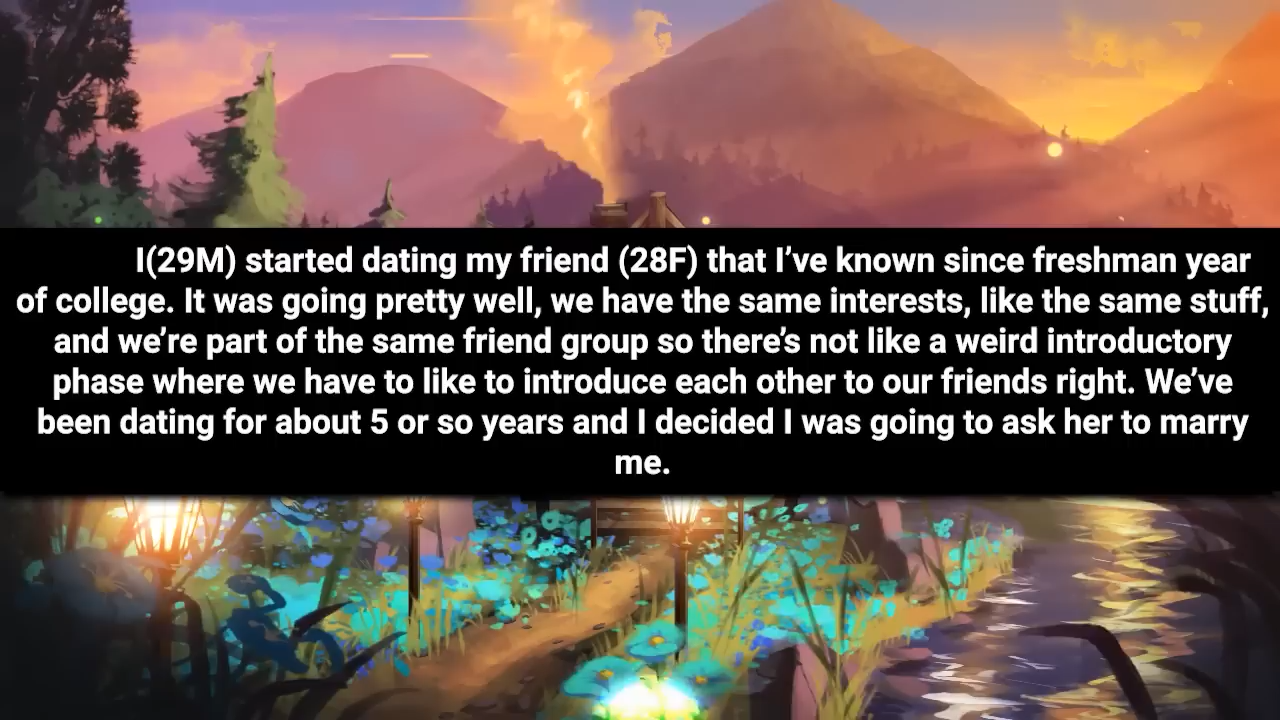 I(29M) started dating my friend (28F) that I’ve known since freshman year
of college. It was going pretty well, we have the same interests, like the same stuff,
and we’re part of the same friend group so there’s not like a weird introductory
phase where we have to like to introduce each other to our friends right. We’ve
been dating for about 5 or so years and I decided I was going to ask her to marry
me.